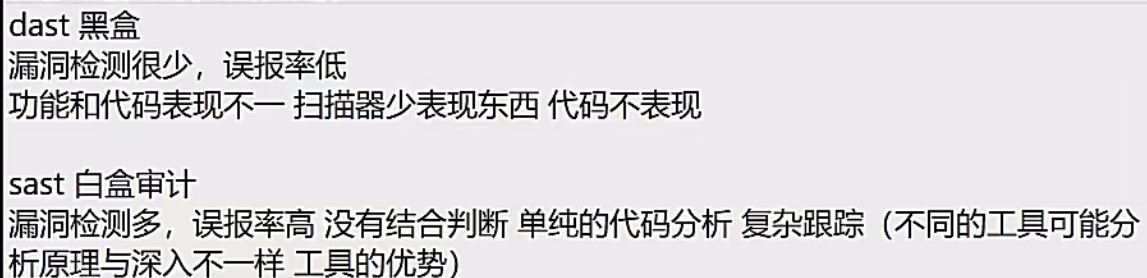 dast 黑盒
漏洞检测很少，误报率低
功能和代码表现不一 扫描器少表现东西 代码不表现
sast 白盒审计
漏洞检测多，误报率高 没有结合判断 单纯的代码分析 复杂跟踪（不同的工具可能分
析原理与深入不一样 工具的优势）